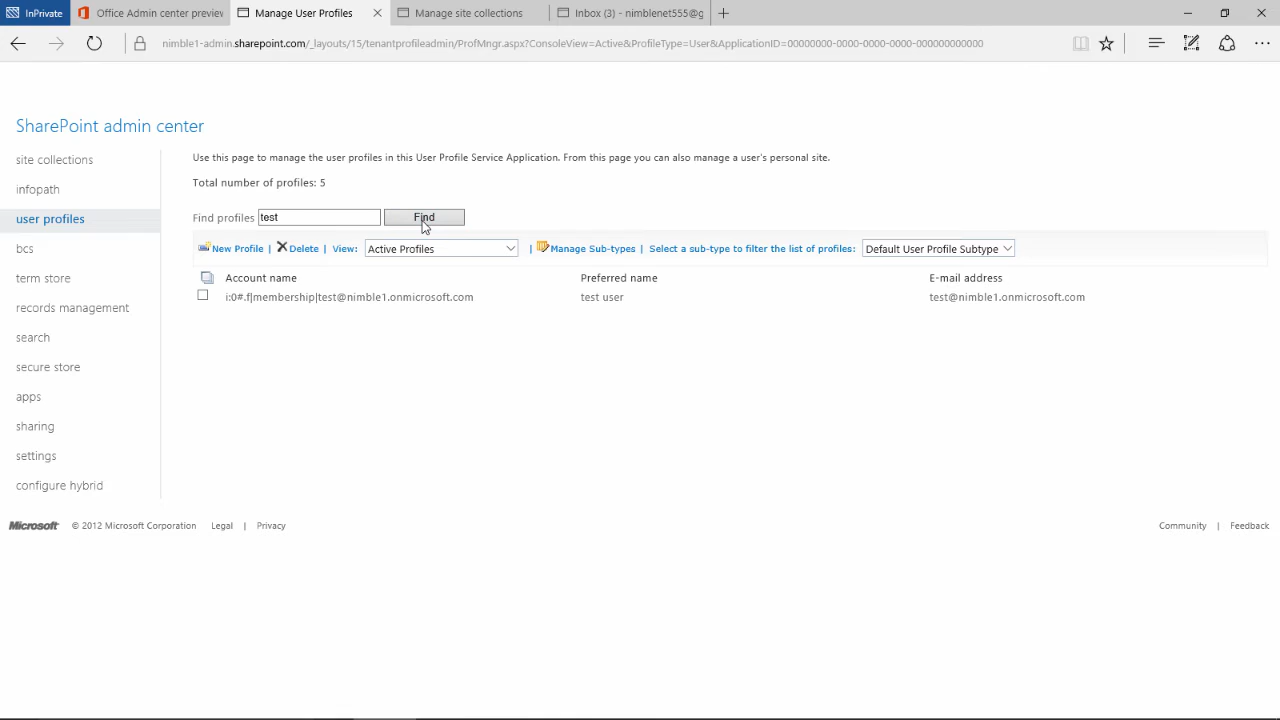 InPrivate Office Admin center preview Manage User Profiles Manage site collections Inbox (3) - nimblenet555@g
nimble1-admin.sharepoint.com/_layouts/15/tenantprofileadmin/ProfMngr.aspx?ConsoleView=Active&ProfileType=User&ApplicationID=00000000-0000-0000-0000-000000000000
SharePoint admin center
site collections
infopath
user profiles
bcs
term store
records management
search
secure store
apps
sharing
settings
configure hybrid
Use this page to manage the user profiles in this User Profile Service Application. From this page you can also manage a user's personal site.
Total number of profiles: 5
Find profiles test Find
New Profile | Delete | View: Active Profiles | Manage Sub-types | Select a sub-type to filter the list of profiles: Default User Profile Subtype
Account name Preferred name E-mail address
i:0#.f|membership|test@nimble1.onmicrosoft.com test user test@nimble1.onmicrosoft.com
Microsoft © 2012 Microsoft Corporation Legal | Privacy Community | Feedback